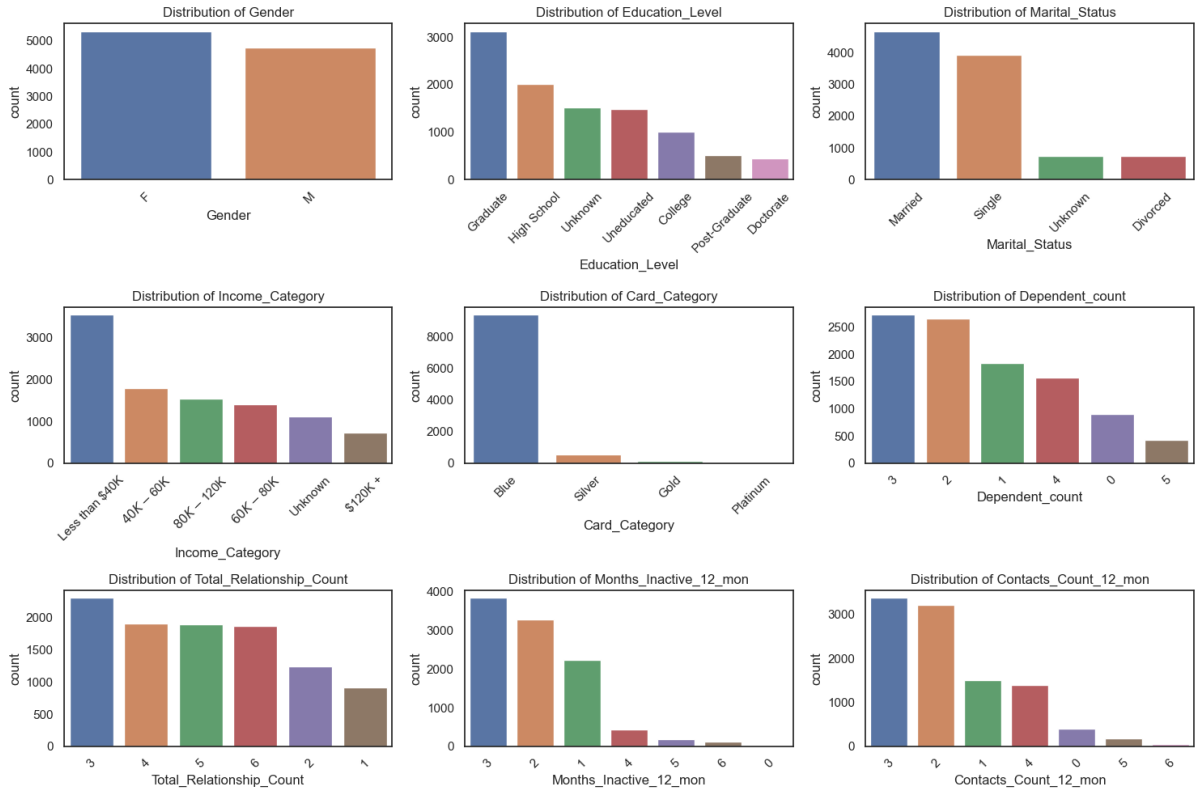 Distribution of Gender
count
5000
4000
3000
2000
1000
0
F
M
Gender
Distribution of Education_Level
count
3000
2000
1000
0
Graduate
High School
Unknown
Uneducated
College
Post-Graduate
Doctorate
Education_Level
Distribution of Marital_Status
count
4000
3000
2000
1000
0
Married
Single
Unknown
Divorced
Marital_Status
Distribution of Income_Category
count
3000
2000
1000
0
Less than $40K
40K – 60K
80K – 120K
60K – 80K
Unknown
$120K +
Income_Category
Distribution of Card_Category
count
8000
6000
4000
2000
0
Blue
Silver
Gold
Platinum
Card_Category
Distribution of Dependent_count
count
2500
2000
1500
1000
500
0
3
2
1
4
0
5
Dependent_count
Distribution of Total_Relationship_Count
count
2000
1500
1000
500
0
3
4
5
6
2
1
Total_Relationship_Count
Distribution of Months_Inactive_12_mon
count
4000
3000
2000
1000
0
3
2
1
4
5
6
0
Months_Inactive_12_mon
Distribution of Contacts_Count_12_mon
count
3000
2000
1000
0
3
2
1
4
0
5
6
Contacts_Count_12_mon